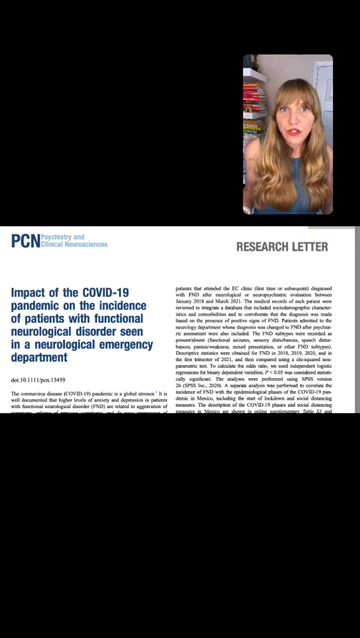 PCN Psychiatry and
Clinical Neurosciences
RESEARCH LETTER
Impact of the COVID-19
pandemic on the incidence
of patients with functional
neurological disorder seen
in a neurological emergency
department
doi:10.1111/pcn.13459
The coronavirus disease (COVID-19) pandemic is a global stressor.¹ It is
well documented that higher levels of anxiety and depression in patients
with functional neurological disorder (FND) are related to aggravation of
patients that attended the EC clinic (first time or subsequent) diagnosed
with FND after neurological or neuropsychiatric evaluation between
January 2018 and March 2021. The medical records of each patient were
reviewed to integrate a database that included sociodemographic character-
istics and comorbidities and to corroborate that the diagnosis was made
based on the presence of positive signs of FND. Patients admitted to the
neurology department whose diagnosis was changed to FND after psychiat-
ric assessment were also included. The FND subtypes were recorded as
present/absent (functional seizures, sensory disturbances, speech distur-
bances, paresis/weakness, mixed presentation, or other FND subtypes).
Descriptive statistics were obtained for FND in 2018, 2019, 2020, and in
the first trimester of 2021, and then compared using a chi-squared non-
parametric test. To calculate the odds ratio, we used independent logistic
regressions for binary dependent variables; P < 0.05 was considered statisti-
cally significant. The analyses were performed using SPSS version
26 (SPSS Inc., 2020). A separate analysis was performed to correlate the
incidence of FND with the epidemiological phases of the COVID-19 pan-
demic in Mexico, including the start of lockdown and social distancing
measures. The description of the COVID-19 phases and social distancing
measures in Mexico are shown in online supplementary Table S3 and